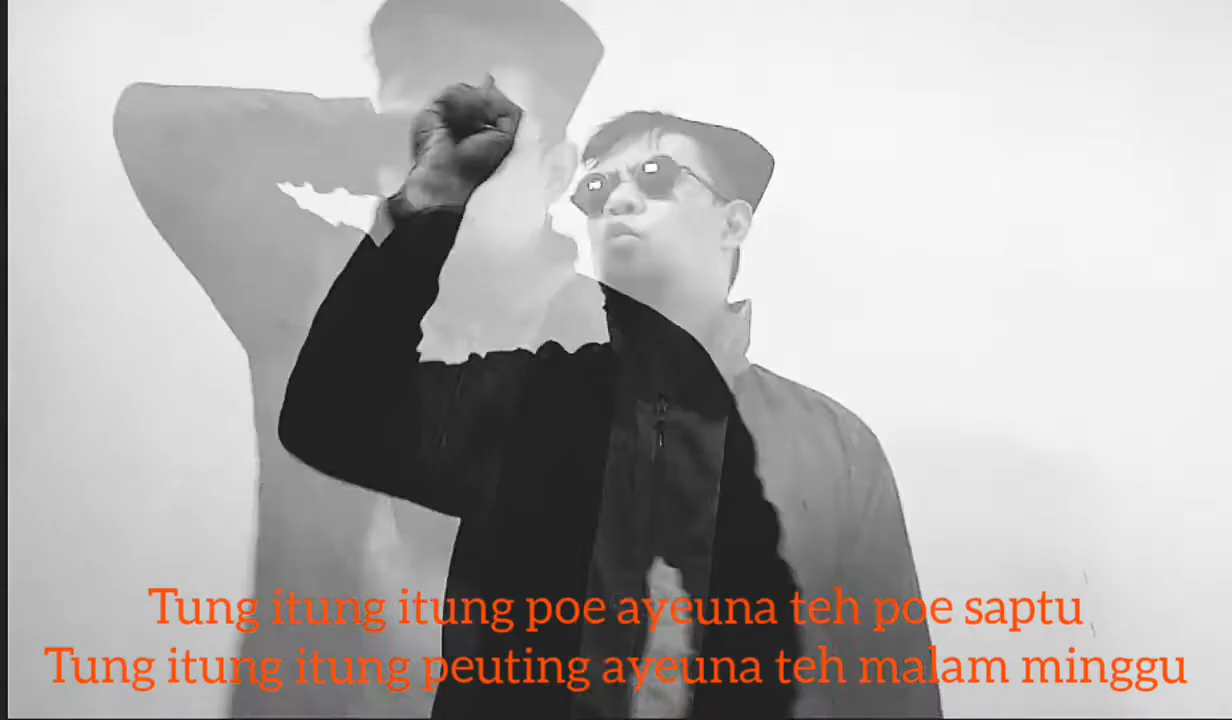 Tung itung itung poe ayeuna teh poe saptu
Tung itung itung peuting ayeuna teh malam minggu